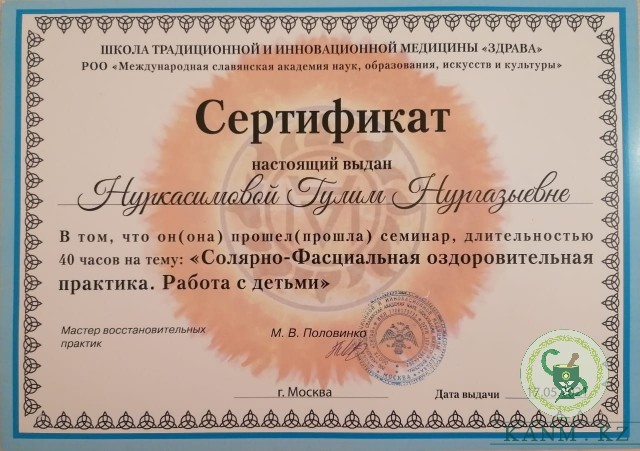 ШКОЛА ТРАДИЦИОННОЙ И ИННОВАЦИОННОЙ МЕДИЦИНЫ «ЗДРАВА»
РОО «Международная славянская академия наук, образования, искусств и культуры»
Сертификат
настоящий выдан
Нуркасимовой Гулим Нургазыевне
В том, что он(она) прошел(прошла) семинар, длительностью
40 часов на тему: «Солярно-Фасциальная оздоровительная
практика. Работа с детьми»
Мастер восстановительных
практик
М. В. Половинко
г. Москва
Дата выдачи
KANM.KZ